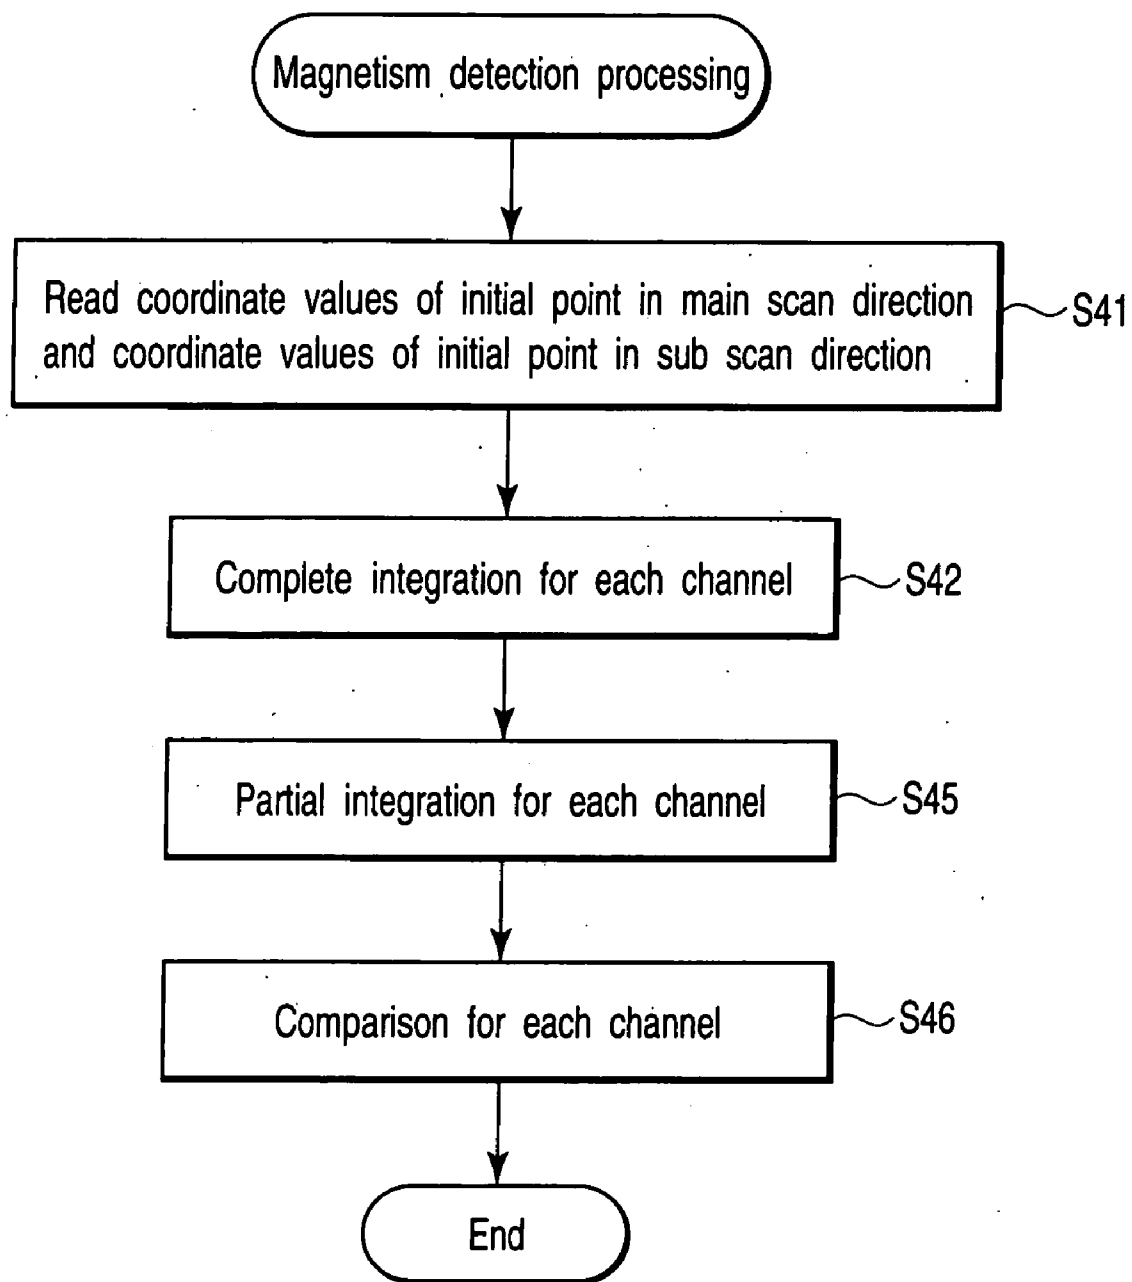 Magnetism detection processing
Read coordinate values of initial point in main scan direction
and coordinate values of initial point in sub scan direction
S41
Complete integration for each channel
S42
Partial integration for each channel
S45
Comparison for each channel
S46
End